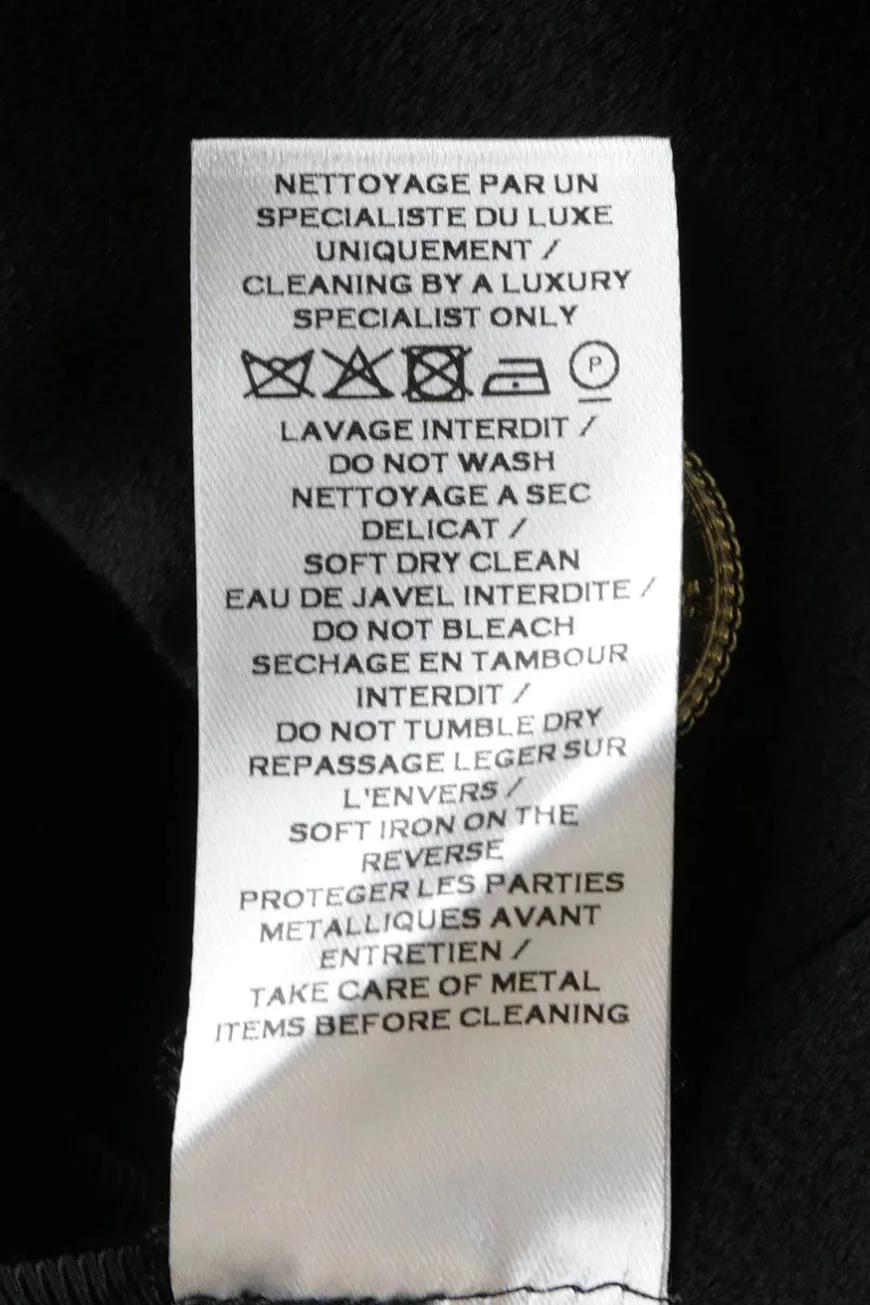 NETTOYAGE PAR UN
SPECIALISTE DU LUXE
UNIQUEMENT /
CLEANING BY A LUXURY
SPECIALIST ONLY
P
LAVAGE INTERDIT /
DO NOT WASH
NETTOYAGE A SEC
DELICAT /
SOFT DRY CLEAN
EAU DE JAVEL INTERDITE /
DO NOT BLEACH
SECHAGE EN TAMBOUR
INTERDIT /
DO NOT TUMBLE DRY
REPASSAGE LEGER SUR
L'ENVERS /
SOFT IRON ON THE
REVERSE
PROTEGER LES PARTIES
METALLIQUES AVANT
ENTRETIEN /
TAKE CARE OF METAL
ITEMS BEFORE CLEANING